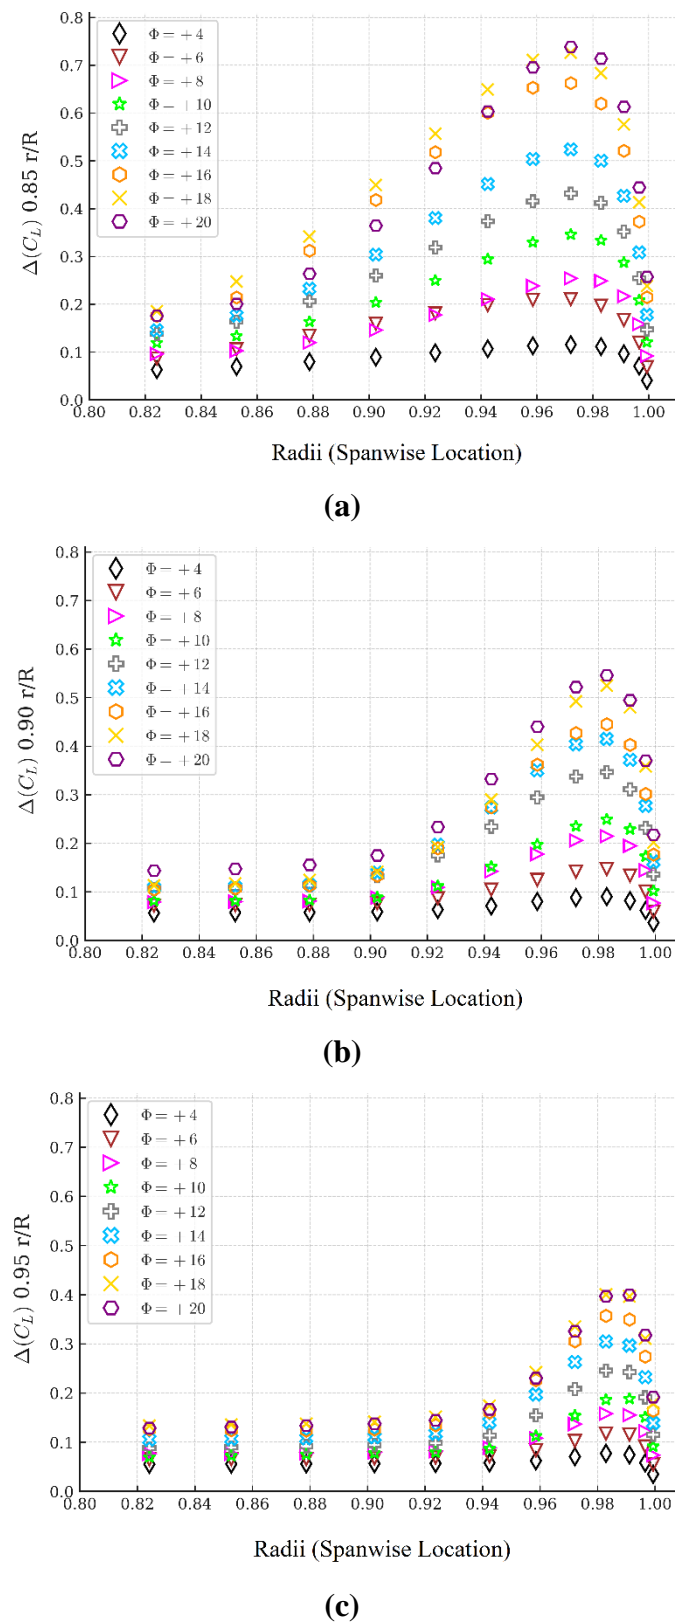 0.8
0.7
0.6
0.5
0.4
0.3
0.2
0.1
0.0
Δ(C_L) 0.85 r/R
Φ=+4
Φ=+6
Φ=+8
Φ=+10
Φ=+12
Φ=+14
Φ=+16
Φ=+18
Φ=+20
0.80 0.82 0.84 0.86 0.88 0.90 0.92 0.94 0.96 0.98 1.00
Radii (Spanwise Location)
(a)
0.8
0.7
0.6
0.5
0.4
0.3
0.2
0.1
0.0
Δ(C_L) 0.90 r/R
Φ=+4
Φ=+6
Φ=+8
Φ=+10
Φ=+12
Φ=+14
Φ=+16
Φ=+18
Φ=+20
0.80 0.82 0.84 0.86 0.88 0.90 0.92 0.94 0.96 0.98 1.00
Radii (Spanwise Location)
(b)
0.8
0.7
0.6
0.5
0.4
0.3
0.2
0.1
0.0
Δ(C_L) 0.95 r/R
Φ=+4
Φ=+6
Φ=+8
Φ=+10
Φ=+12
Φ=+14
Φ=+16
Φ=+18
Φ=+20
0.80 0.82 0.84 0.86 0.88 0.90 0.92 0.94 0.96 0.98 1.00
Radii (Spanwise Location)
(c)